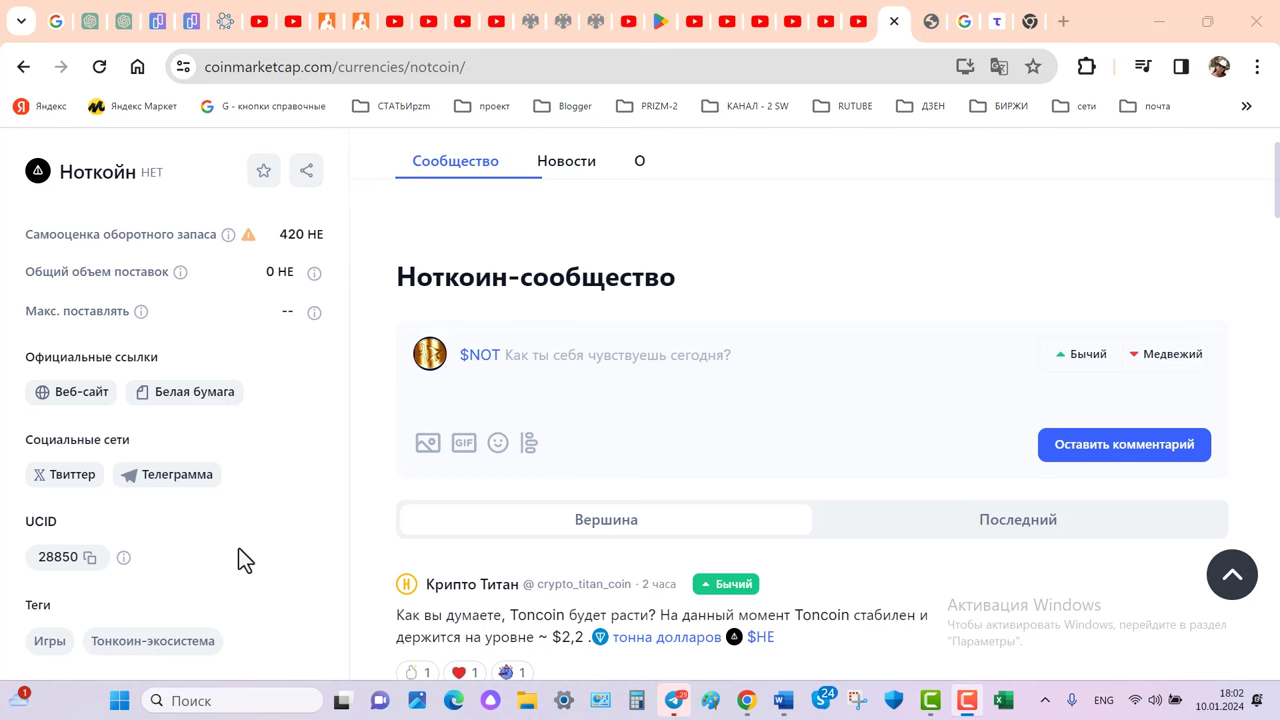 coinmarketcap.com/currencies/notcoin/
Яндекс
Яндекс Маркет
G - кнопки справочные
СТАТЬИpzm
проект
Blogger
PRIZM-2
КАНАЛ - 2 SW
RUTUBE
ДЗЕН
БИРЖИ
сети
почта
Ноткойн НЕТ
Сообщество
Новости
О
Самооценка оборотного запаса
420 НЕ
Общий объем поставок
0 НЕ
Макс. поставлять
--
Официальные ссылки
Веб-сайт
Белая бумага
Социальные сети
Твиттер
Телеграмма
UCID
28850
Теги
Игры
Тонкоин-экосистема
Ноткоин-сообщество
$NOT Как ты себя чувствуешь сегодня?
Бычий
Медвежий
GIF
Оставить комментарий
Вершина
Последний
Крипто Титан @ crypto_titan_coin · 2 часа
Бычий
Как вы думаете, Toncoin будет расти? На данный момент Toncoin стабилен и
держится на уровне ~ $2,2 . тонна долларов $НЕ
1
1
1
Активация Windows
Чтобы активировать Windows, перейдите в раздел
"Параметры".
1
Поиск
24
ENG
18:02
10.01.2024